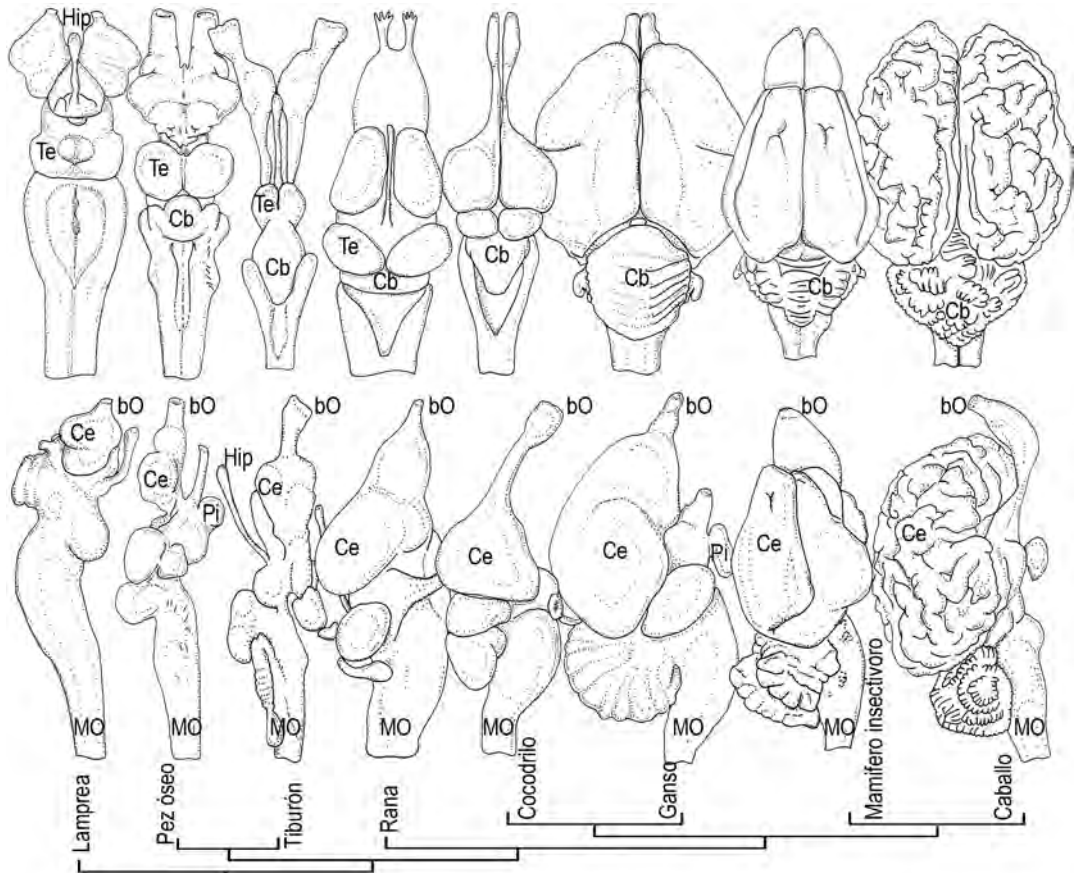 Hip
Te
Te
Te
Te
Cb
Cb
Cb
Cb
Cb
Cb
Cb
bO
bO
bO
bO
bO
bO
bO
bO
Ce
Ce
Hip
Ce
Ce
Ce
Ce
Ce
Ce
Pi
Pi
MO
MO
MO
MO
MO
MO
MO
MO
Lamprea
Pez óseo
Tiburón
Rana
Cocodrilo
Ganso
Mamífero insectívoro
Caballo